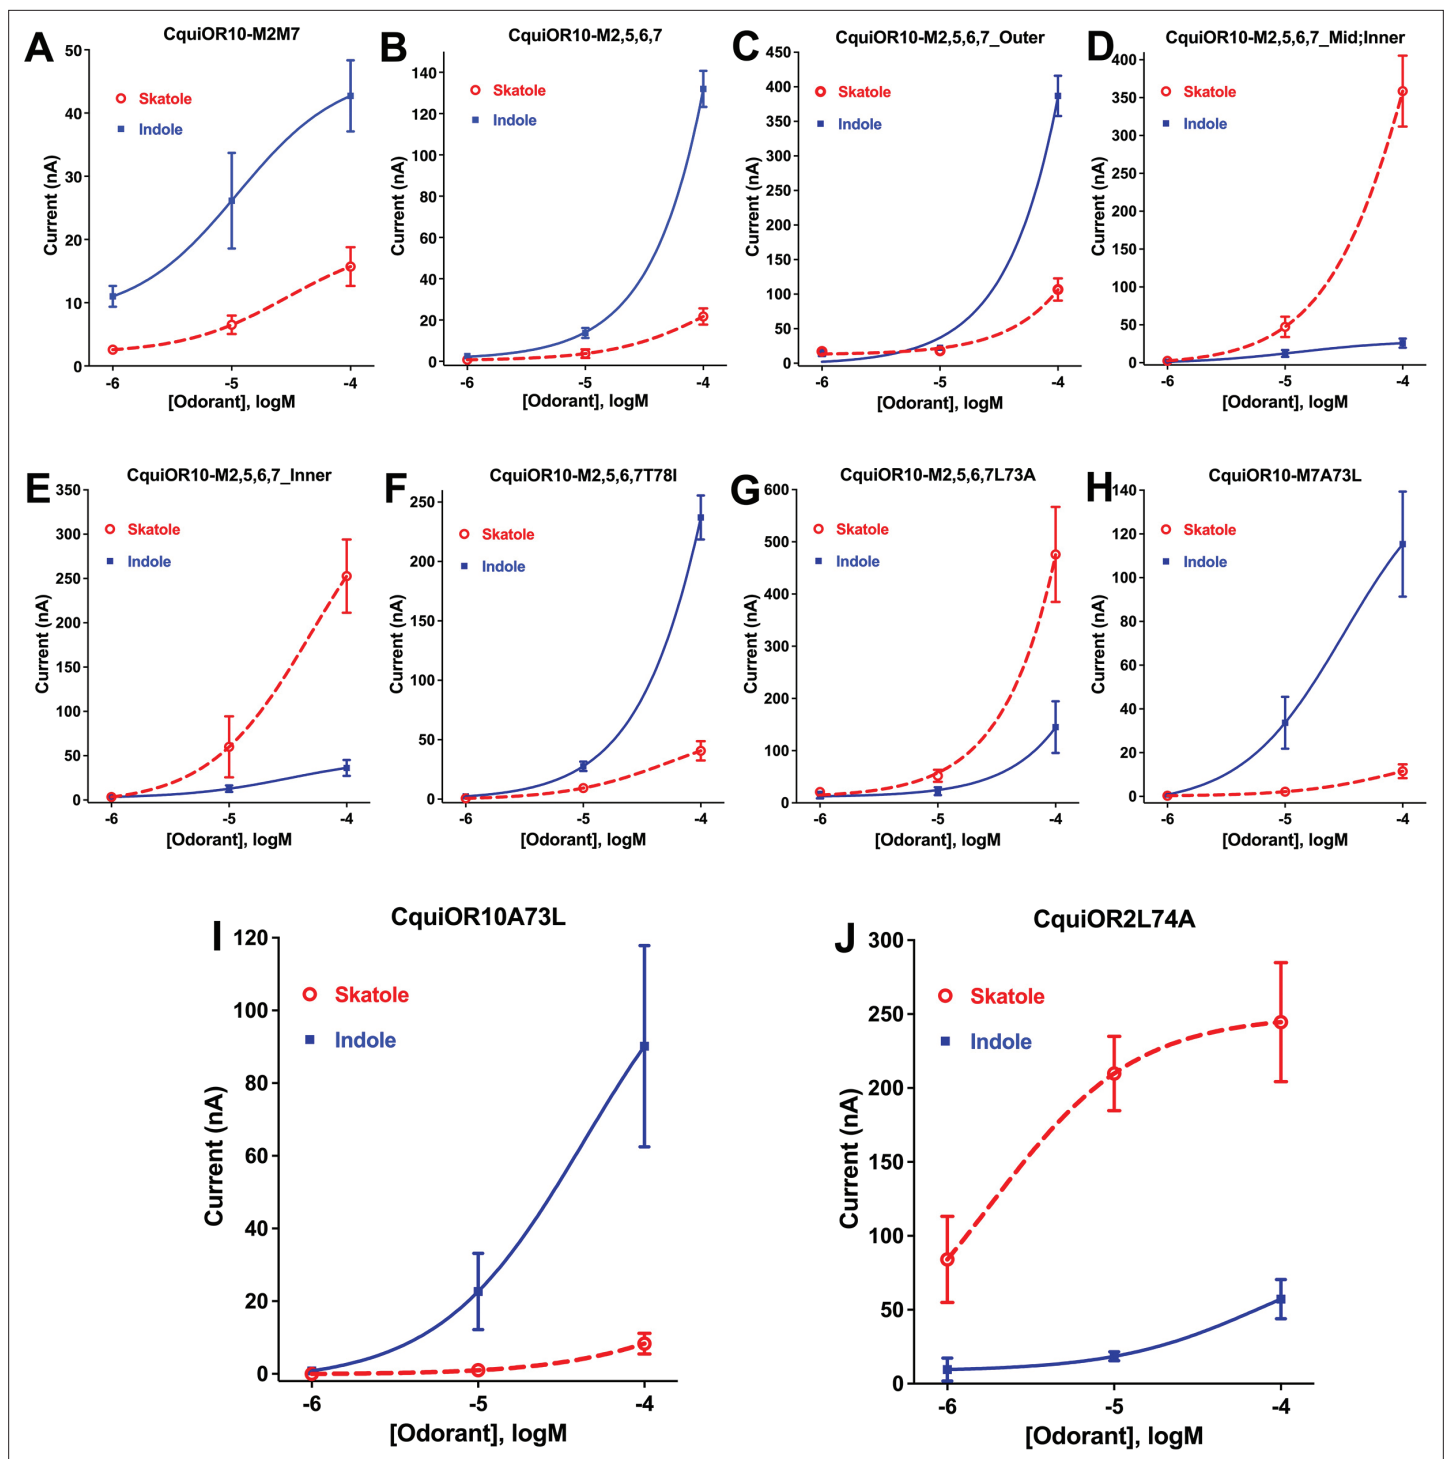 A
CquiOR10-M2M7
50
40
30
20
10
0
Current (nA)
Skatole
Indole
-6
-5
-4
[Odorant], logM
B
CquiOR10-M2,5,6,7
140
120
100
80
60
40
20
0
Current (nA)
Skatole
Indole
-6
-5
-4
[Odorant], logM
C
CquiOR10-M2,5,6,7_Outer
450
400
350
300
250
200
150
100
50
0
Current (nA)
Skatole
Indole
-6
-5
-4
[Odorant], logM
D
CquiOR10-M2,5,6,7_Mid;Inner
400
350
300
250
200
150
100
50
0
Current (nA)
Skatole
Indole
-6
-5
-4
[Odorant], logM
E
CquiOR10-M2,5,6,7_Inner
350
300
250
200
150
100
50
0
Current (nA)
Skatole
Indole
-6
-5
-4
[Odorant], logM
F
CquiOR10-M2,5,6,7T78I
250
200
150
100
50
0
Current (nA)
Skatole
Indole
-6
-5
-4
[Odorant], logM
G
CquiOR10-M2,5,6,7L73A
600
500
400
300
200
100
0
Current (nA)
Skatole
Indole
-6
-5
-4
[Odorant], logM
H
CquiOR10-M7A73L
140
120
100
80
60
40
20
0
Current (nA)
Skatole
Indole
-6
-5
-4
[Odorant], logM
I
CquiOR10A73L
120
100
80
60
40
20
0
Current (nA)
Skatole
Indole
-6
-5
-4
[Odorant], logM
J
CquiOR2L74A
300
250
200
150
100
50
0
Current (nA)
Skatole
Indole
-6
-5
-4
[Odorant], logM